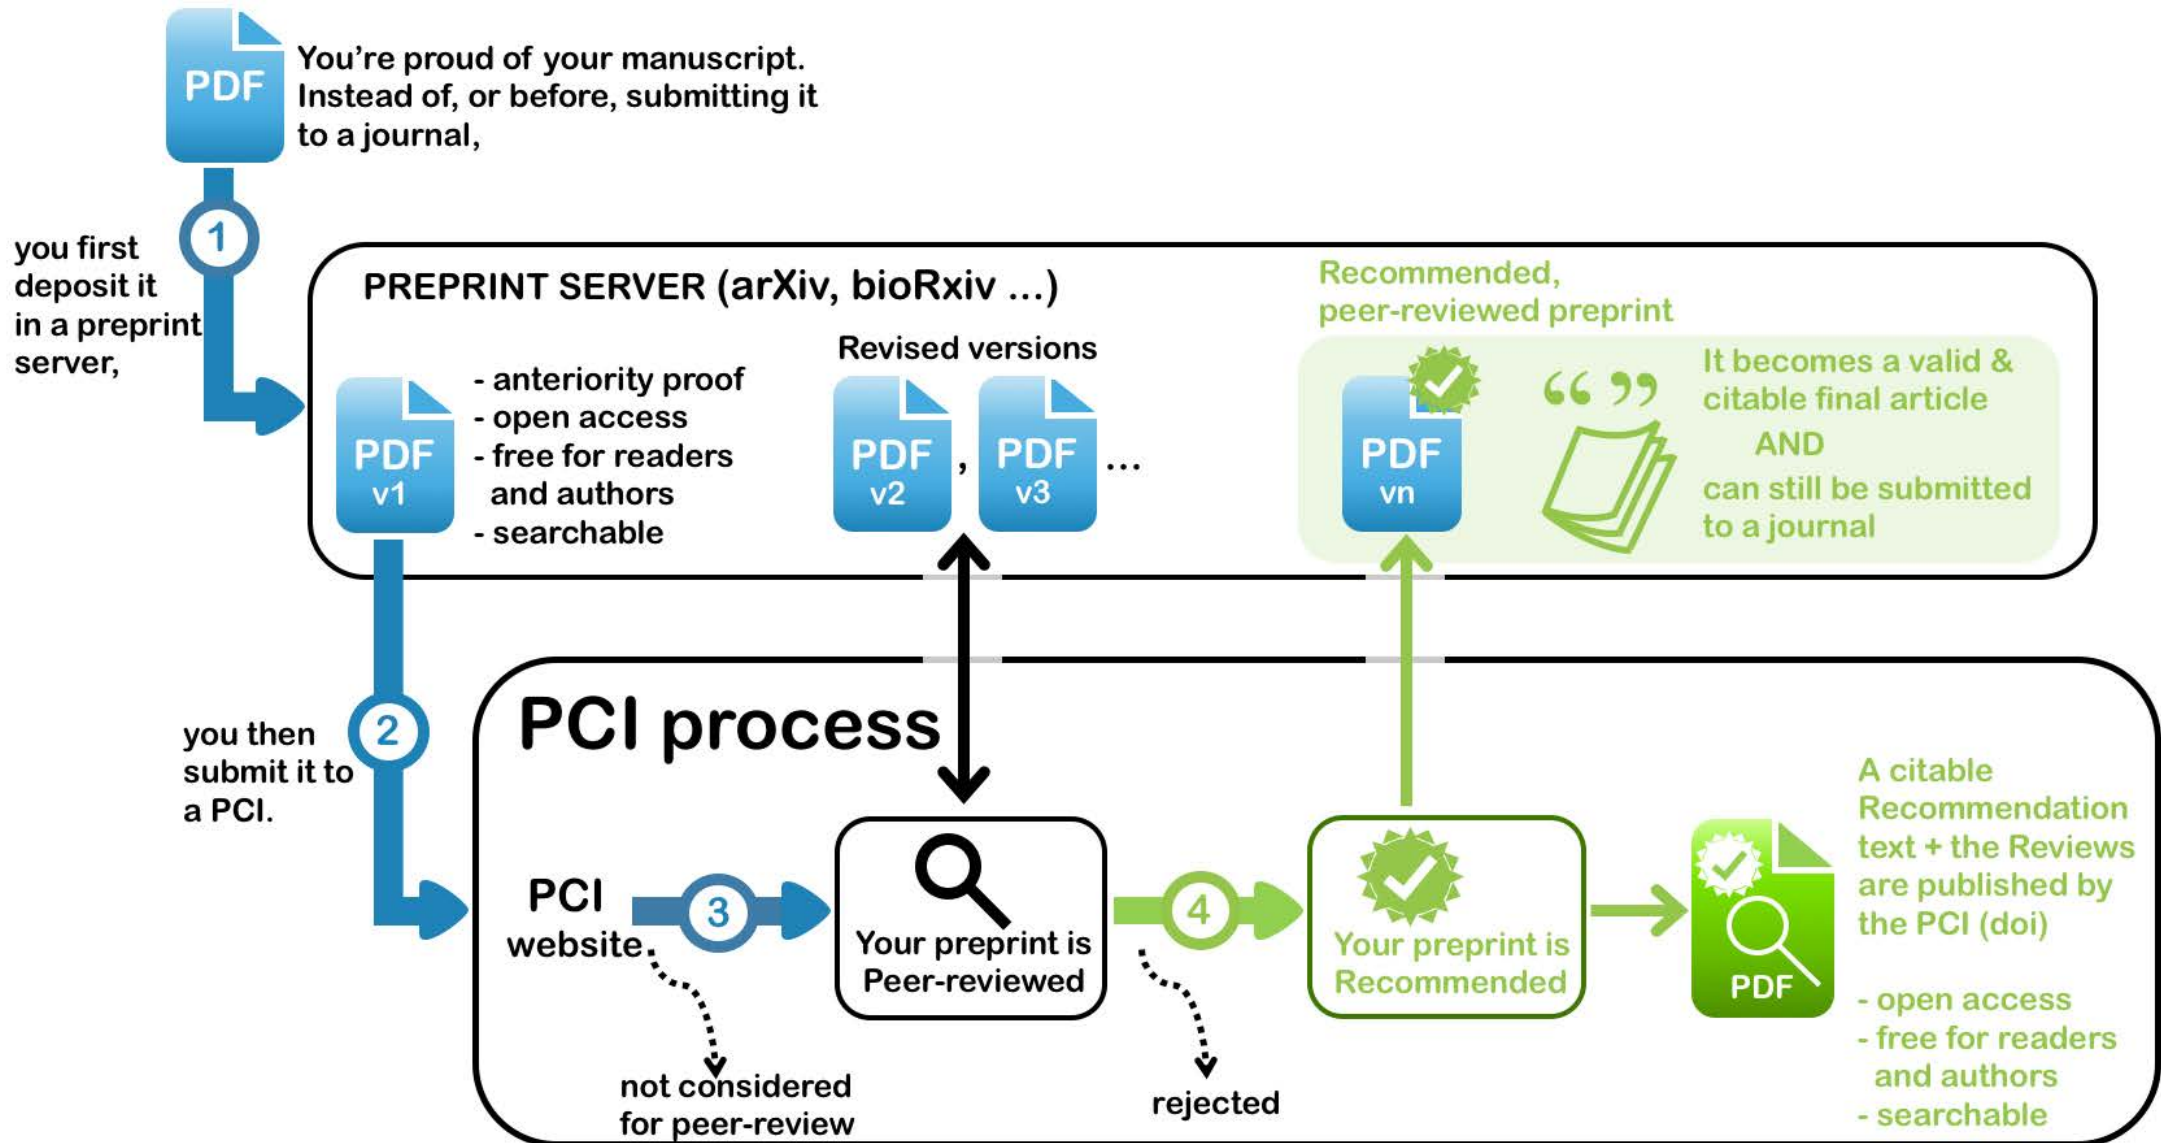 PDF
You're proud of your manuscript.
Instead of, or before, submitting it
to a journal,
1
you first
deposit it
in a preprint
server,
PREPRINT SERVER (arXiv, bioRxiv ...)
PDF
v1
- anteriority proof
- open access
- free for readers
and authors
- searchable
Revised versions
PDF
v2
,
PDF
v3
...
Recommended,
peer-reviewed preprint
PDF
vn
“ ”
It becomes a valid &
citable final article
AND
can still be submitted
to a journal
2
you then
submit it to
a PCI.
PCI process
PCI
website
3
not considered
for peer-review
Your preprint is
Peer-reviewed
4
rejected
Your preprint is
Recommended
PDF
A citable
Recommendation
text + the Reviews
are published by
the PCI (doi)
- open access
- free for readers
and authors
- searchable